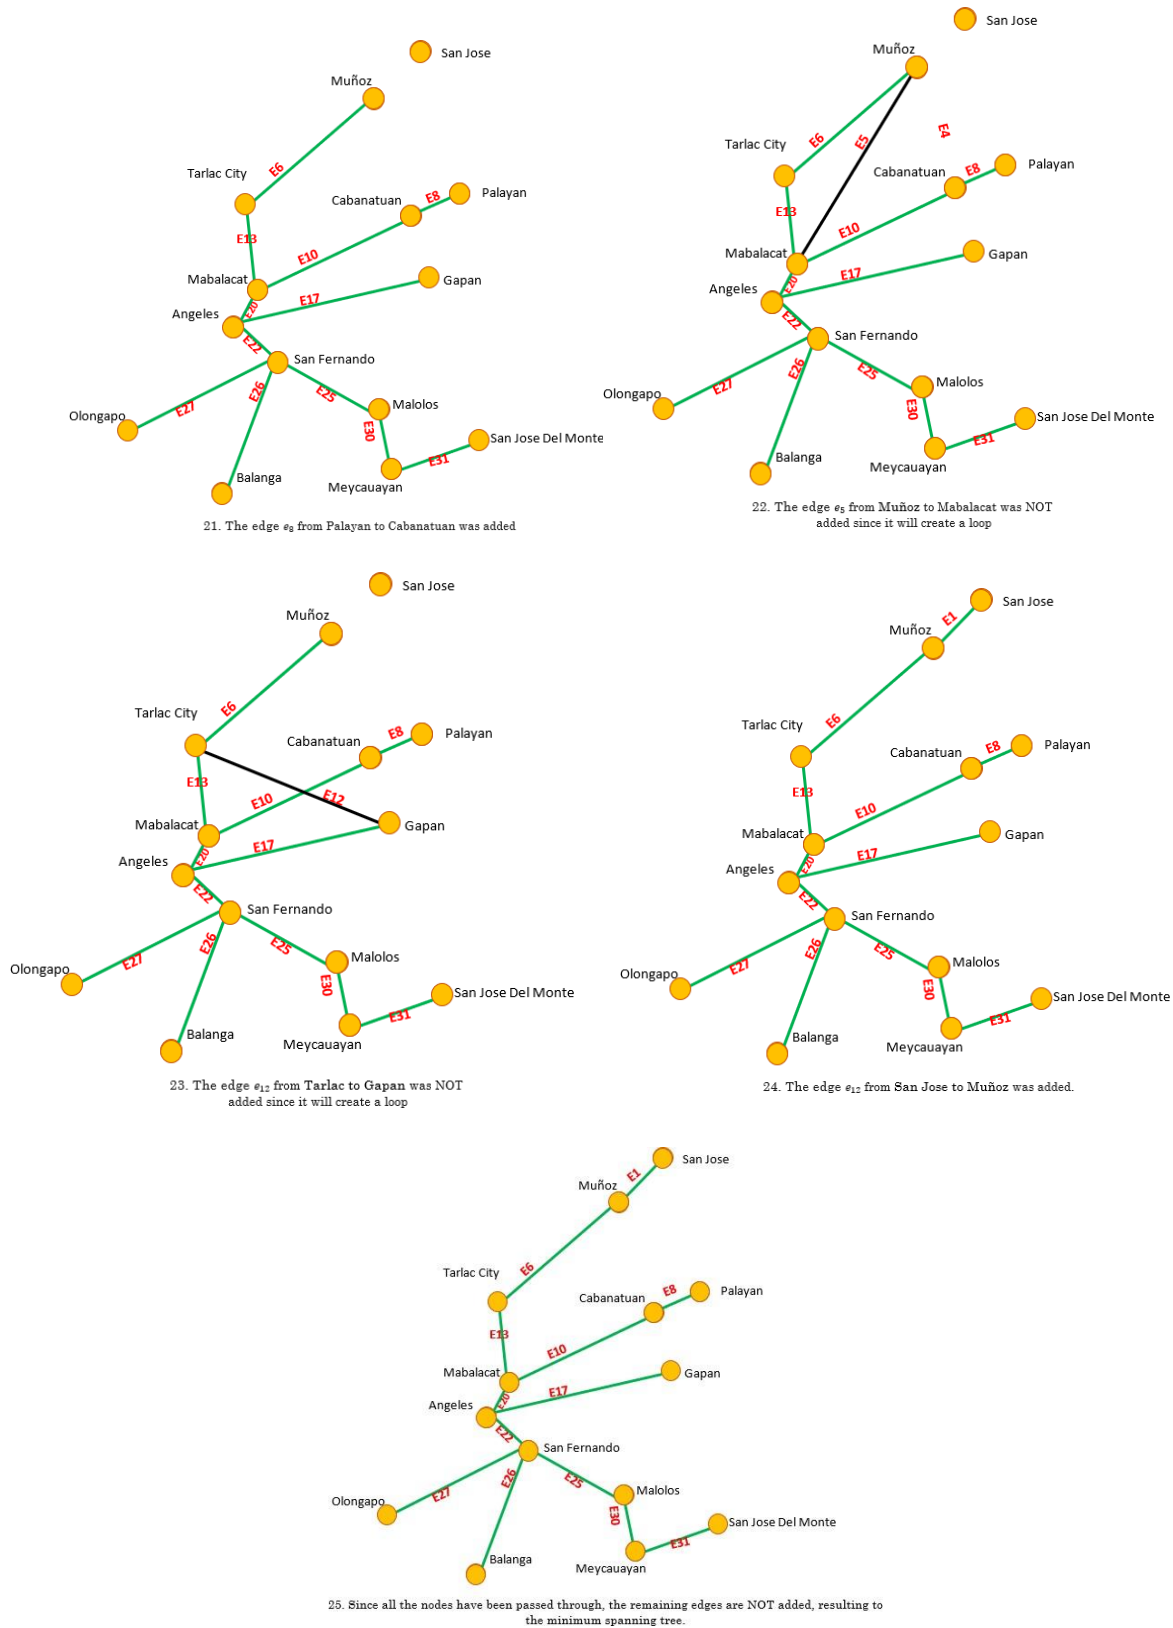 San Jose
Muñoz
E6
Tarlac City
Cabanatuan
E8
Palayan
E13
E10
Mabalacat
E17
Gapan
E20
Angeles
E22
San Fernando
E26
E25
E27
Olongapo
Malolos
E30
San Jose Del Monte
E31
Balanga
Meycauayan
21. The edge e8 from Palayan to Cabanatuan was added
San Jose
Muñoz
E4
E6
E5
Tarlac City
Cabanatuan
E8
Palayan
E13
E10
Mabalacat
E17
Gapan
E20
Angeles
E22
San Fernando
E26
E25
E27
Olongapo
Malolos
E30
San Jose Del Monte
E31
Balanga
Meycauayan
22. The edge e5 from Muñoz to Mabalacat was NOT
added since it will create a loop
San Jose
Muñoz
E6
Tarlac City
Cabanatuan
E8
Palayan
E13
E10
E12
Mabalacat
E17
Gapan
E20
Angeles
E22
San Fernando
E26
E25
E27
Olongapo
Malolos
E30
San Jose Del Monte
E31
Balanga
Meycauayan
23. The edge e12 from Tarlac to Gapan was NOT
added since it will create a loop
San Jose
E1
Muñoz
E6
Tarlac City
Cabanatuan
E8
Palayan
E13
E10
Mabalacat
E17
Gapan
E20
Angeles
E22
San Fernando
E26
E25
E27
Olongapo
Malolos
E30
San Jose Del Monte
E31
Balanga
Meycauayan
24. The edge e12 from San Jose to Muñoz was added.
San Jose
E1
Muñoz
E6
Tarlac City
Cabanatuan
E8
Palayan
E13
E10
Mabalacat
E17
Gapan
E20
Angeles
E22
San Fernando
E26
E25
E27
Olongapo
Malolos
E30
San Jose Del Monte
E31
Balanga
Meycauayan
25. Since all the nodes have been passed through, the remaining edges are NOT added, resulting to
the minimum spanning tree.